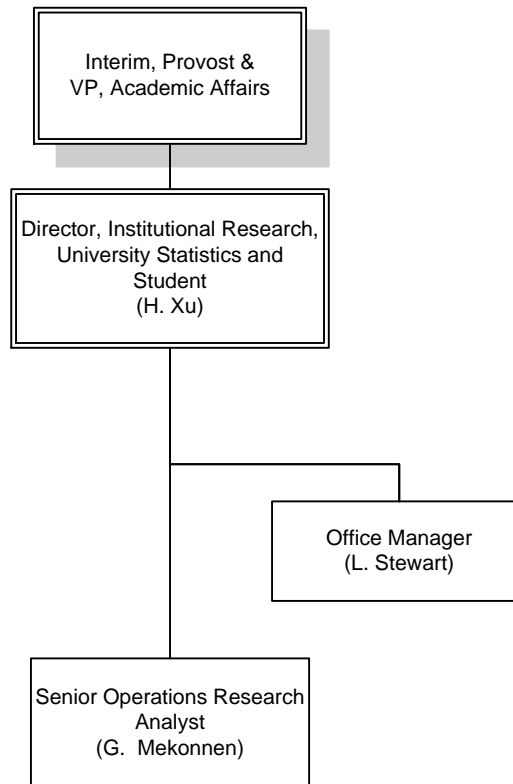 Interim, Provost &
VP, Academic Affairs
Director, Institutional Research,
University Statistics and
Student
(H. Xu)
Office Manager
(L. Stewart)
Senior Operations Research
Analyst
(G. Mekonnen)